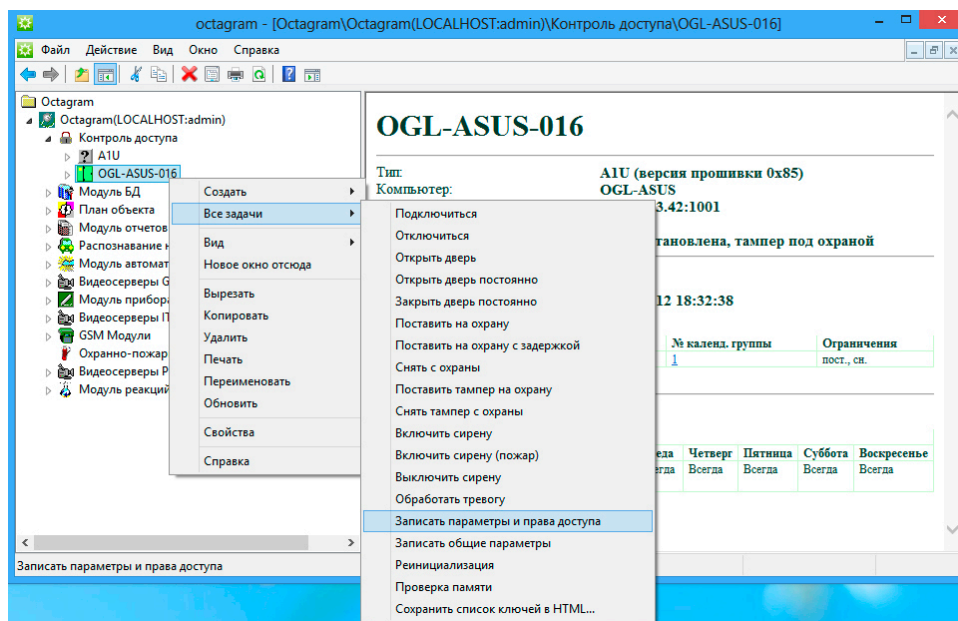 octagram - [Octagram\Octagram(LOCALHOST:admin)\Контроль доступа\OGL-ASUS-016]
Файл Действие Вид Окно Справка
Octagram
Octagram(LOCALHOST:admin)
Контроль доступа
A1U
OGL-ASUS-016
Модуль БД
План объекта
Модуль отчетов
Распознавание
Модуль автомат
Видеосерверы G
Модуль прибор
Видеосерверы IT
GSM Модули
Охранно-пожар
Видеосерверы P
Модуль реакций
Создать
Все задачи
Вид
Новое окно отсюда
Вырезать
Копировать
Удалить
Печать
Переименовать
Обновить
Свойства
Справка
Подключиться
Отключиться
Открыть дверь
Открыть дверь постоянно
Закрыть дверь постоянно
Поставить на охрану
Поставить на охрану с задержкой
Снять с охраны
Поставить тампер на охрану
Снять тампер с охраны
Включить сирену
Включить сирену (пожар)
Выключить сирену
Обработать тревогу
Записать параметры и права доступа
Записать общие параметры
Реинициализация
Проверка памяти
Сохранить список ключей в HTML...
OGL-ASUS-016
Тип: A1U (версия прошивки 0x85)
Компьютер: OGL-ASUS
3.42:1001
тановлена, тампер под охраной
12 18:32:38
№ календ. группы Ограничения
1 пост., сн.
еда Четверг Пятница Суббота Воскресенье
егда Всегда Всегда Всегда Всегда
Записать параметры и права доступа